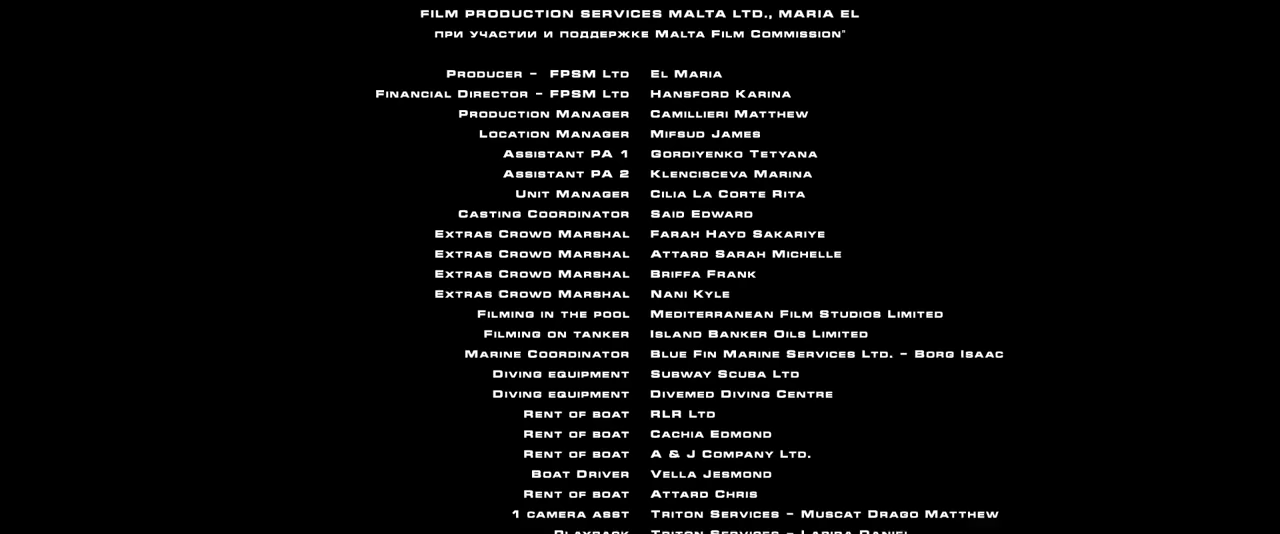 FILM PRODUCTION SERVICES MALTA LTD., MARIA EL
ПРИ УЧАСТИИ И ПОДДЕРЖКЕ MALTA FILM COMMISSION"
PRODUCER - FPSM LTD EL MARIA
FINANCIAL DIRECTOR - FPSM LTD HANSFORD KARINA
PRODUCTION MANAGER CAMILLIERI MATTHEW
LOCATION MANAGER MIFSUD JAMES
ASSISTANT PA 1 GORDIYENKO TETYANA
ASSISTANT PA 2 KLENCISCEVA MARINA
UNIT MANAGER CILIA LA CORTE RITA
CASTING COORDINATOR SAID EDWARD
EXTRAS CROWD MARSHAL FARAH HAYD SAKARIYE
EXTRAS CROWD MARSHAL ATTARD SARAH MICHELLE
EXTRAS CROWD MARSHAL BRIFFA FRANK
EXTRAS CROWD MARSHAL NANI KYLE
FILMING IN THE POOL MEDITERRANEAN FILM STUDIOS LIMITED
FILMING ON TANKER ISLAND BANKER OILS LIMITED
MARINE COORDINATOR BLUE FIN MARINE SERVICES LTD. - BORG ISAAC
DIVING EQUIPMENT SUBWAY SCUBA LTD
DIVING EQUIPMENT DIVEMED DIVING CENTRE
RENT OF BOAT RLR LTD
RENT OF BOAT CACHIA EDMOND
RENT OF BOAT A & J COMPANY LTD.
BOAT DRIVER VELLA JESMOND
RENT OF BOAT ATTARD CHRIS
1 CAMERA ASST TRITON SERVICES - MUSCAT DRAGO MATTHEW
PLAYBACK TRITON SERVICES - DANIEL